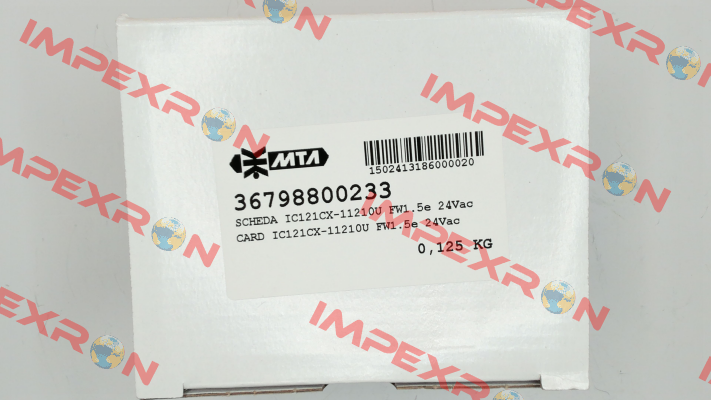 MTA
1502413186000020
36798800233
SCHEDA IC121CX-11210U FW1.5e 24Vac
CARD IC121CX-11210U FW1.5e 24Vac
0,125 KG
IMPEXRON
IMPEXRON
IMPEXRON
IMPEXRON
IMPEXRON
IMPEXRON